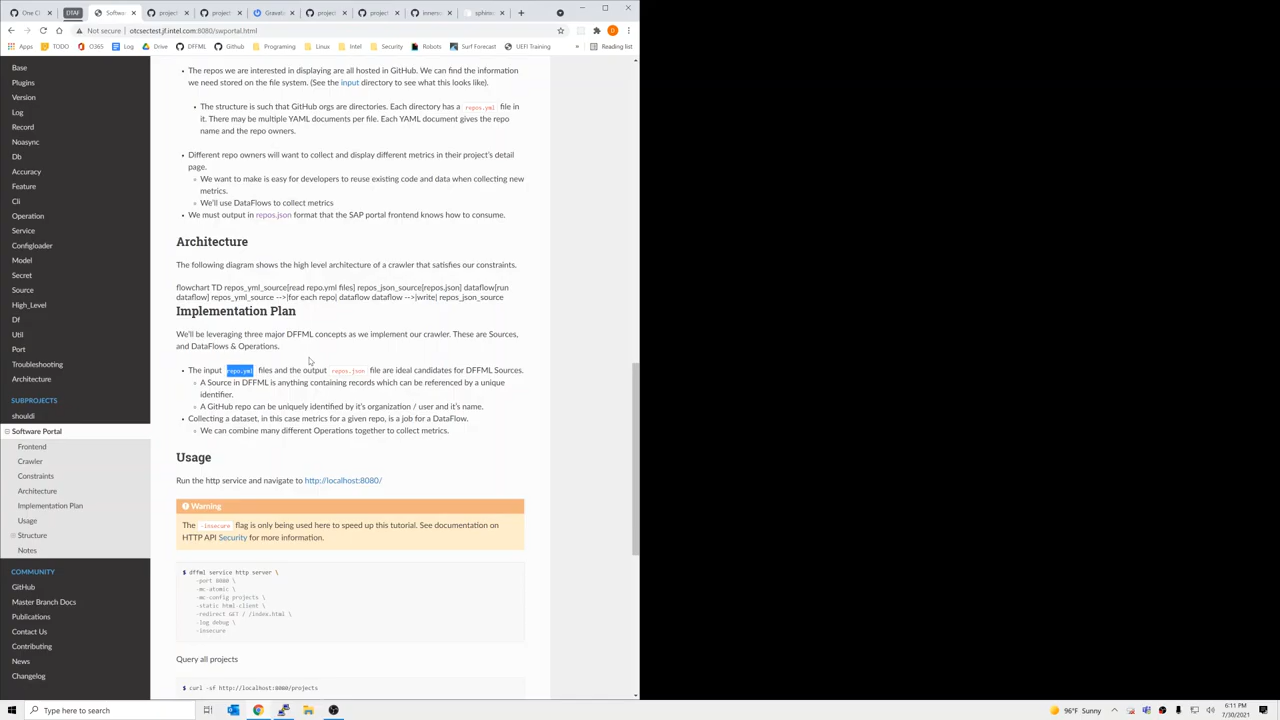 One Ci
DTAF
Softwar
project
project
Gravata
project
project
innerso
sphinxc
Not secure
otcsectest.jf.intel.com:8080/swportal.html
D
Apps
TODO
O365
Log
Drive
DFFML
Github
Programing
Linux
Intel
Security
Robots
Surf Forecast
UEFI Training
»
Reading list
Base
Plugins
Version
Log
Record
Noasync
Db
Accuracy
Feature
Cli
Operation
Service
Configloader
Model
Secret
Source
High_Level
Df
Util
Port
Troubleshooting
Architecture
SUBPROJECTS
shouldi
Software Portal
Frontend
Crawler
Constraints
Architecture
Implementation Plan
Usage
Structure
Notes
COMMUNITY
GitHub
Master Branch Docs
Publications
Contact Us
Contributing
News
Changelog
• The repos we are interested in displaying are all hosted in GitHub. We can find the information
we need stored on the file system. (See the input directory to see what this looks like).
• The structure is such that GitHub orgs are directories. Each directory has a repos.yml file in
it. There may be multiple YAML documents per file. Each YAML document gives the repo
name and the repo owners.
• Different repo owners will want to collect and display different metrics in their project's detail
page.
We want to make is easy for developers to reuse existing code and data when collecting new
metrics.
We'll use DataFlows to collect metrics
• We must output in repos.json format that the SAP portal frontend knows how to consume.
Architecture
The following diagram shows the high level architecture of a crawler that satisfies our constraints.
flowchart TD repos_yml_source[read repo.yml files] repos_json_source[repos.json] dataflow[run
dataflow] repos_yml_source -->|for each repo| dataflow dataflow -->|write| repos_json_source
Implementation Plan
We'll be leveraging three major DFFML concepts as we implement our crawler. These are Sources,
and DataFlows & Operations.
• The input repo.yml files and the output repos.json file are ideal candidates for DFFML Sources.
A Source in DFFML is anything containing records which can be referenced by a unique
identifier.
A GitHub repo can be uniquely identified by it's organization / user and it's name.
• Collecting a dataset, in this case metrics for a given repo, is a job for a DataFlow.
We can combine many different Operations together to collect metrics.
Usage
Run the http service and navigate to http://localhost:8080/
Warning
The -insecure flag is only being used here to speed up this tutorial. See documentation on
HTTP API Security for more information.
$ dffml service http server \
-port 8080 \
-mc-atomic \
-mc-config projects \
-static html-client \
-redirect GET / /index.html \
-log debug \
-insecure
Query all projects
$ curl -sf http://localhost:8080/projects
Type here to search
96°F Sunny
6:11 PM
7/30/2021